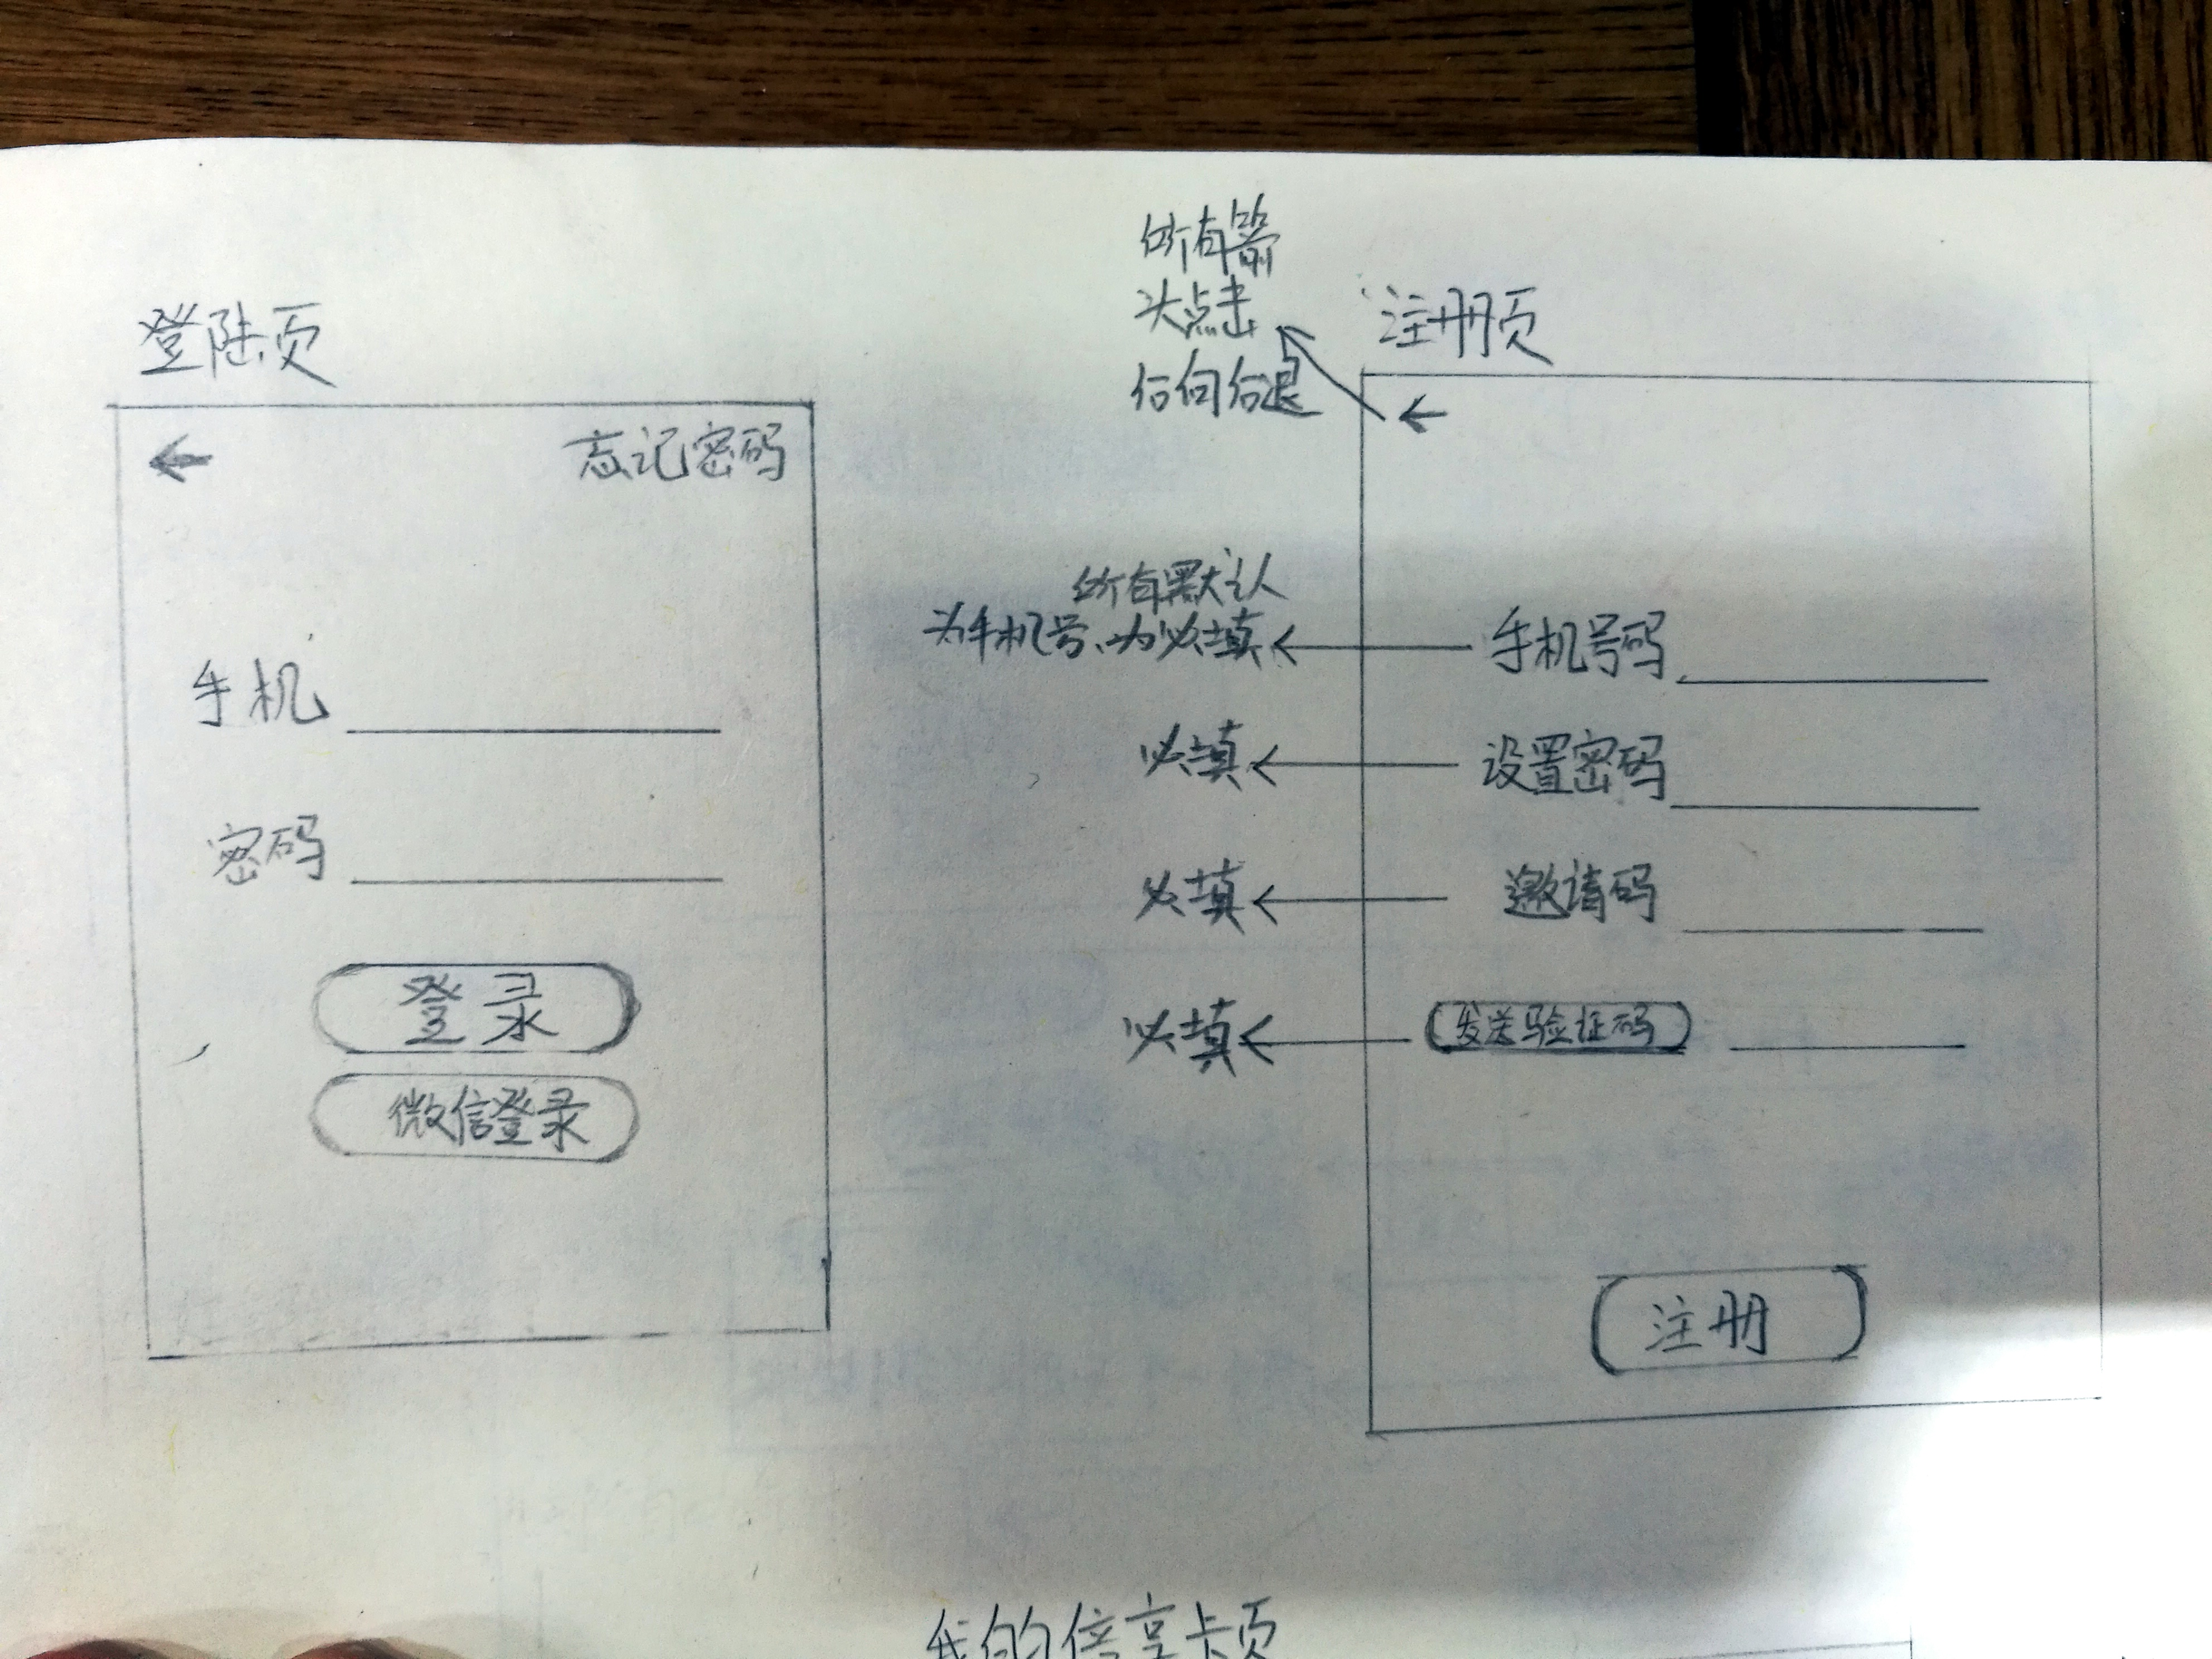 登陆页
←
忘记密码
手机
密码
登录
微信登录
所有箭
头点击
后向后退
注册页
←
所有默认
为手机号、为必填
手机号码
必填
设置密码
必填
邀请码
必填
发送验证码
注册
我的倍享卡页